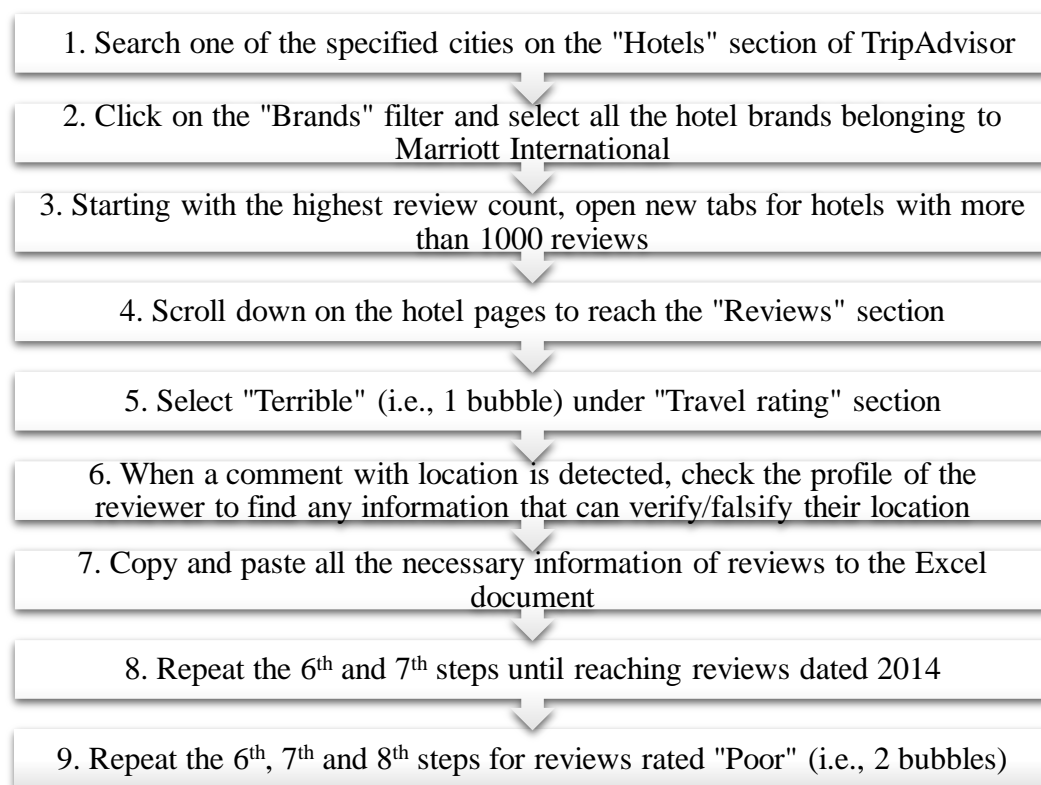 1. Search one of the specified cities on the "Hotels" section of TripAdvisor
2. Click on the "Brands" filter and select all the hotel brands belonging to
Marriott International
3. Starting with the highest review count, open new tabs for hotels with more
than 1000 reviews
4. Scroll down on the hotel pages to reach the "Reviews" section
5. Select "Terrible" (i.e., 1 bubble) under "Travel rating" section
6. When a comment with location is detected, check the profile of the
reviewer to find any information that can verify/falsify their location
7. Copy and paste all the necessary information of reviews to the Excel
document
8. Repeat the 6th and 7th steps until reaching reviews dated 2014
9. Repeat the 6th, 7th and 8th steps for reviews rated "Poor" (i.e., 2 bubbles)